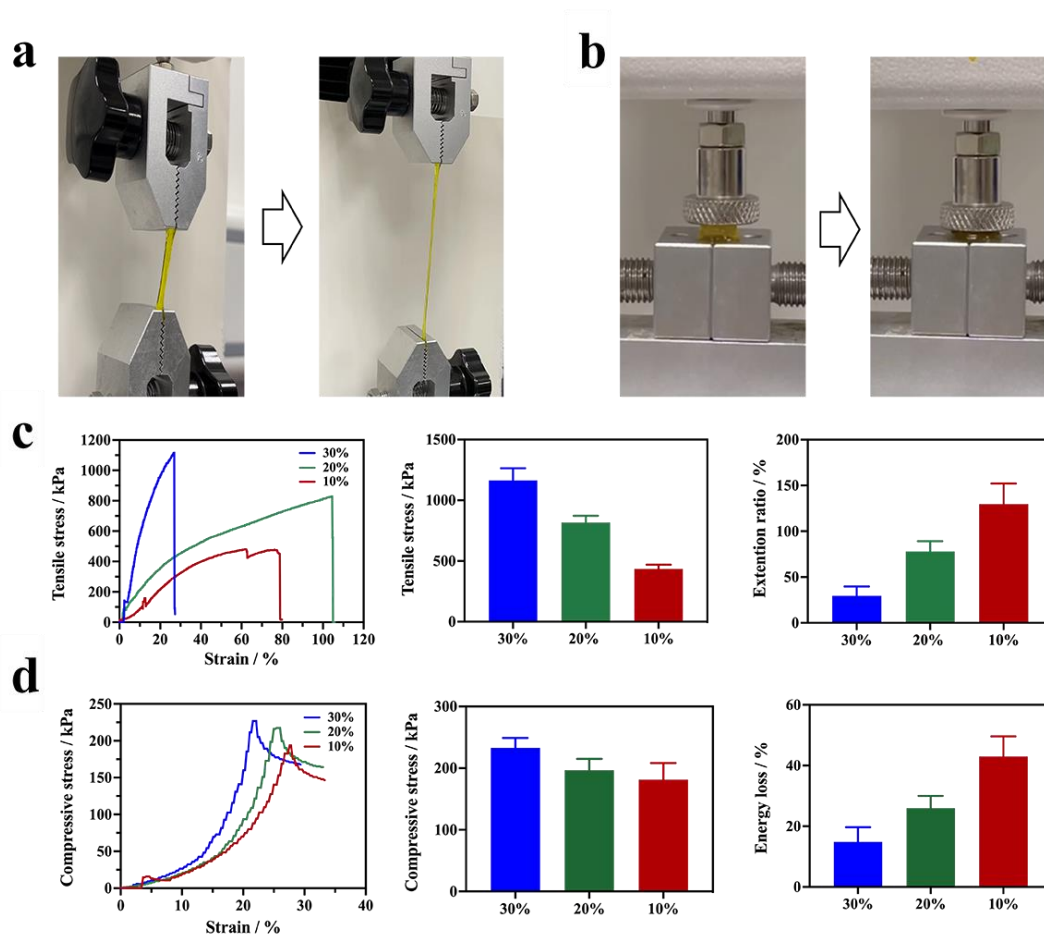 a
b
c
Tensile stress / kPa
1200
1000
800
600
400
200
0
0 20 40 60 80 100 120
Strain / %
30%
20%
10%
Tensile stress / kPa
1500
1000
500
0
30% 20% 10%
Extention ratio / %
200
150
100
50
0
30% 20% 10%
d
Compressive stress / kPa
250
200
150
100
50
0
0 10 20 30 40
Strain / %
30%
20%
10%
Compressive stress / kPa
300
200
100
0
30% 20% 10%
Energy loss / %
60
40
20
0
30% 20% 10%